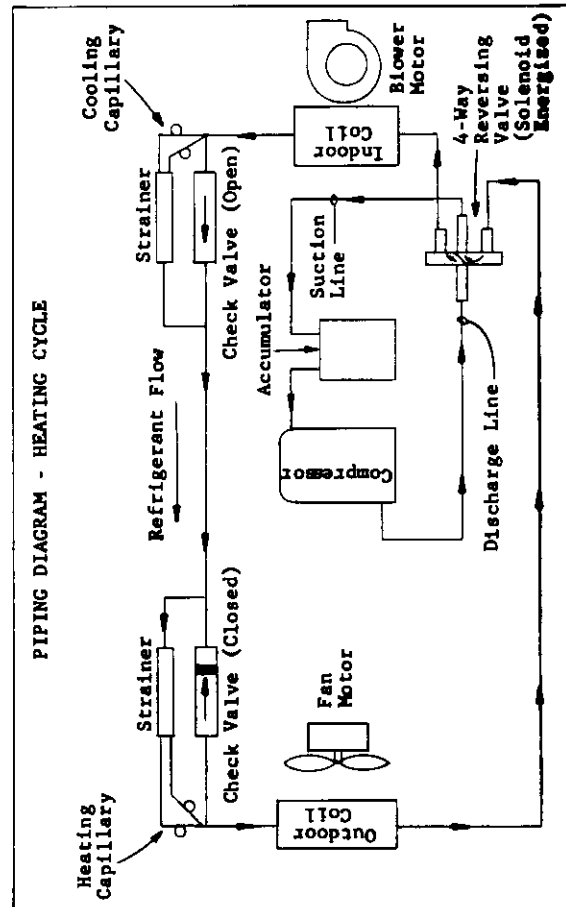 PIPING DIAGRAM - HEATING CYCLE
Heating
Capillary
Strainer
Check Valve (Closed)
Refrigerant Flow
Strainer
Check Valve (Open)
Cooling
Capillary
Outdoor
Coil
Fan
Motor
Compressor
Accumulator
Suction
Line
Discharge Line
Indoor
Coil
Blower
Motor
4-Way
Reversing
Valve
(Solenoid
Energised)